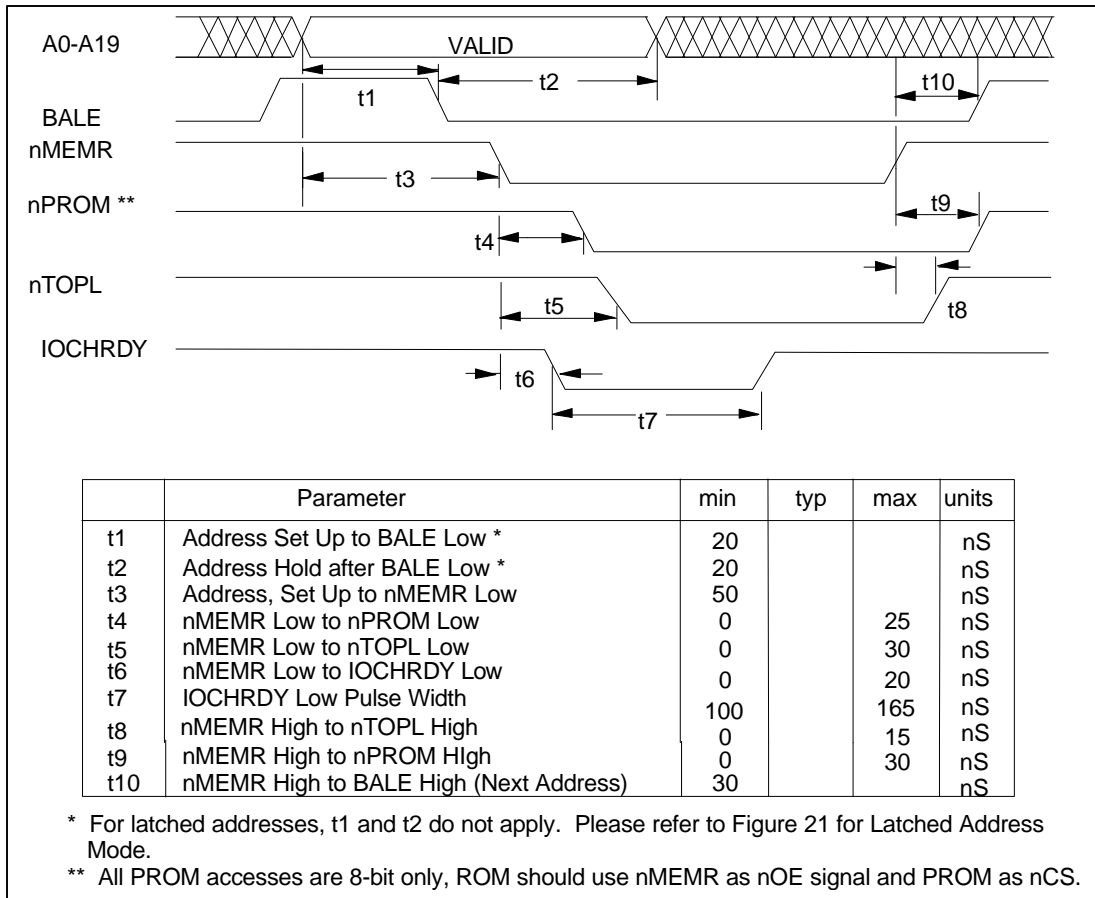 A0-A19
VALID
t2
t10
t1
BALE
nMEMR
t3
nPROM **
t9
t4
nTOPL
t5
t8
IOCHRDY
t6
t7
Parameter min typ max units
t1 Address Set Up to BALE Low * 20 nS
t2 Address Hold after BALE Low * 20 nS
t3 Address, Set Up to nMEMR Low 50 nS
t4 nMEMR Low to nPROM Low 0 25 nS
t5 nMEMR Low to nTOPL Low 0 30 nS
t6 nMEMR Low to IOCHRDY Low 0 20 nS
t7 IOCHRDY Low Pulse Width 100 165 nS
t8 nMEMR High to nTOPL High 0 15 nS
t9 nMEMR High to nPROM HIgh 0 30 nS
t10 nMEMR High to BALE High (Next Address) 30 nS
* For latched addresses, t1 and t2 do not apply. Please refer to Figure 21 for Latched Address
Mode.
** All PROM accesses are 8-bit only, ROM should use nMEMR as nOE signal and PROM as nCS.